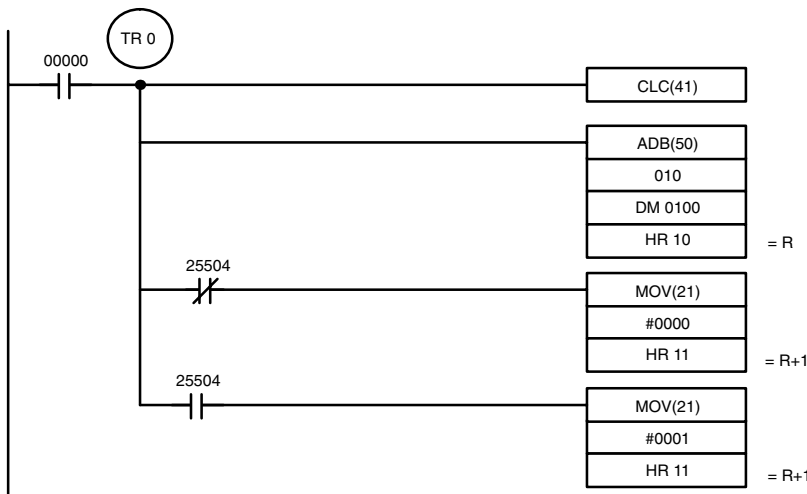 TR 0
00000
CLC(41)
ADB(50)
010
DM 0100
HR 10 = R
25504
MOV(21)
#0000
HR 11 = R+1
25504
MOV(21)
#0001
HR 11 = R+1